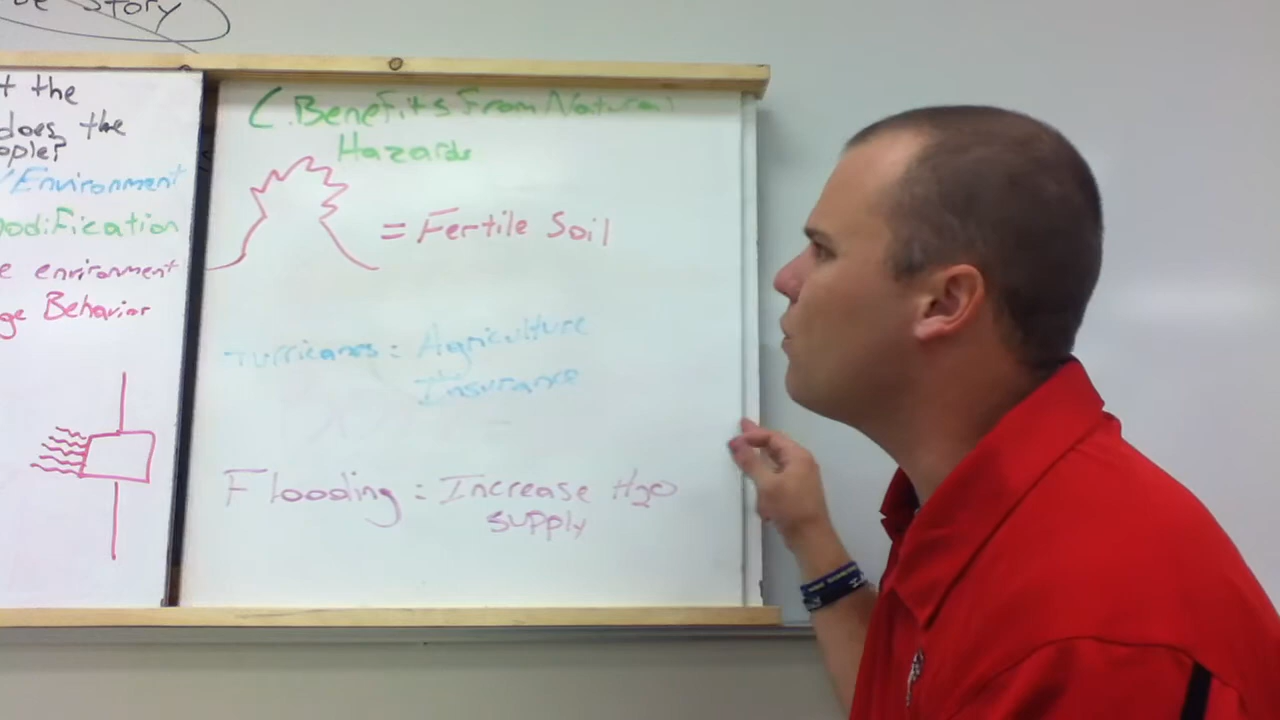 be Story
t the
does the
ople?
/Environment
odification
e environment
ge Behavior
C. Benefits From Natural
Hazards
= Fertile Soil
Hurricanes : Agriculture
Insurance
Flooding : Increase H2O
supply